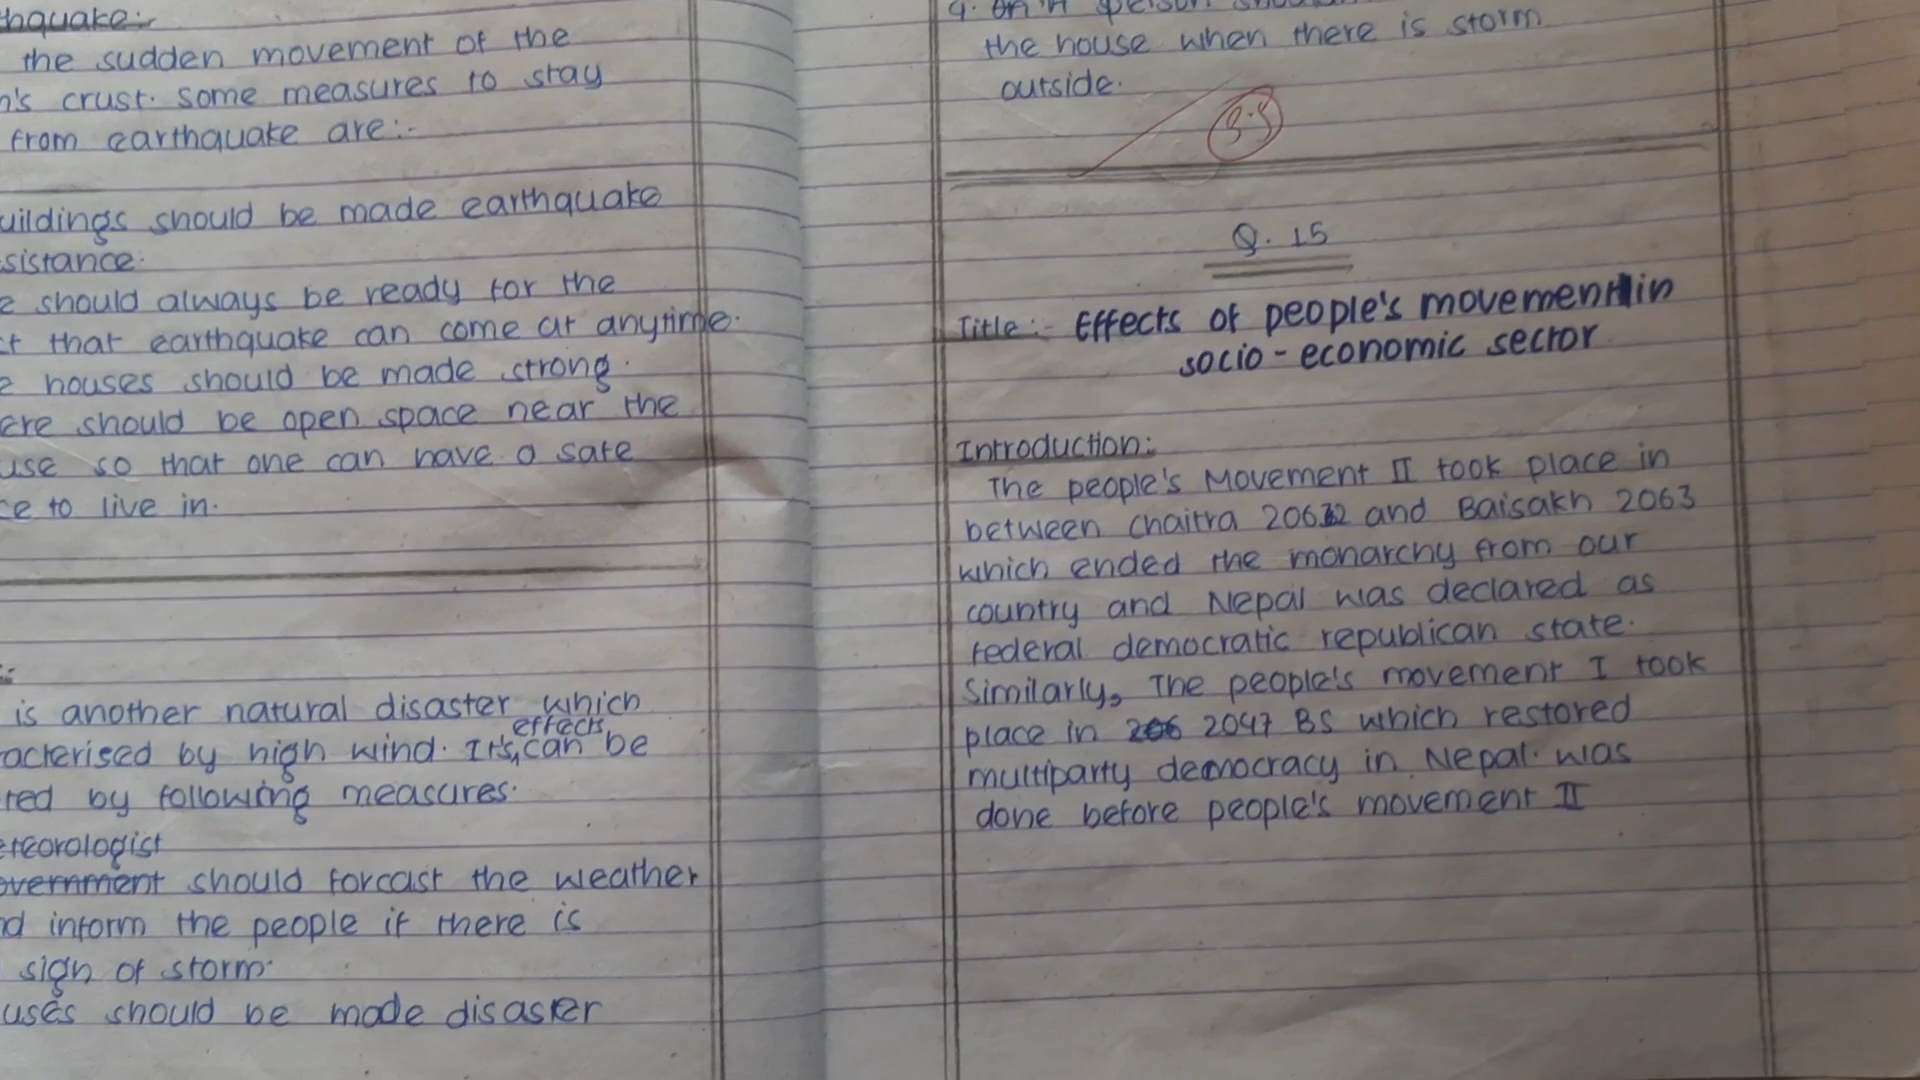 thquake:-
the sudden movement of the
h's crust. some measures to stay
from earthquake are:-
uildings should be made earthquake
sistance.
e should always be ready for the
ct that earthquake can come at anytime.
e houses should be made strong.
ere should be open space near the
use so that one can have a safe
ce to live in.
is another natural disaster which
effects
acterised by high wind. It's can be
ted by following measures.
eteorologist
overnment should forcast the weather
nd inform the people if there is
sign of storm.
uses should be made disaster
9. person
the house when there is storm
outside.
3.5
Q. 15
Title:- Effects of people's movement in
socio-economic sector
Introduction:
The people's Movement II took place in
between Chaitra 2062 and Baisakh 2063
which ended the monarchy from our
country and Nepal was declared as
federal democratic republican state.
Similarly, The people's movement I took
place in 206 2047 BS which restored
multiparty democracy in Nepal. was
done before people's movement II